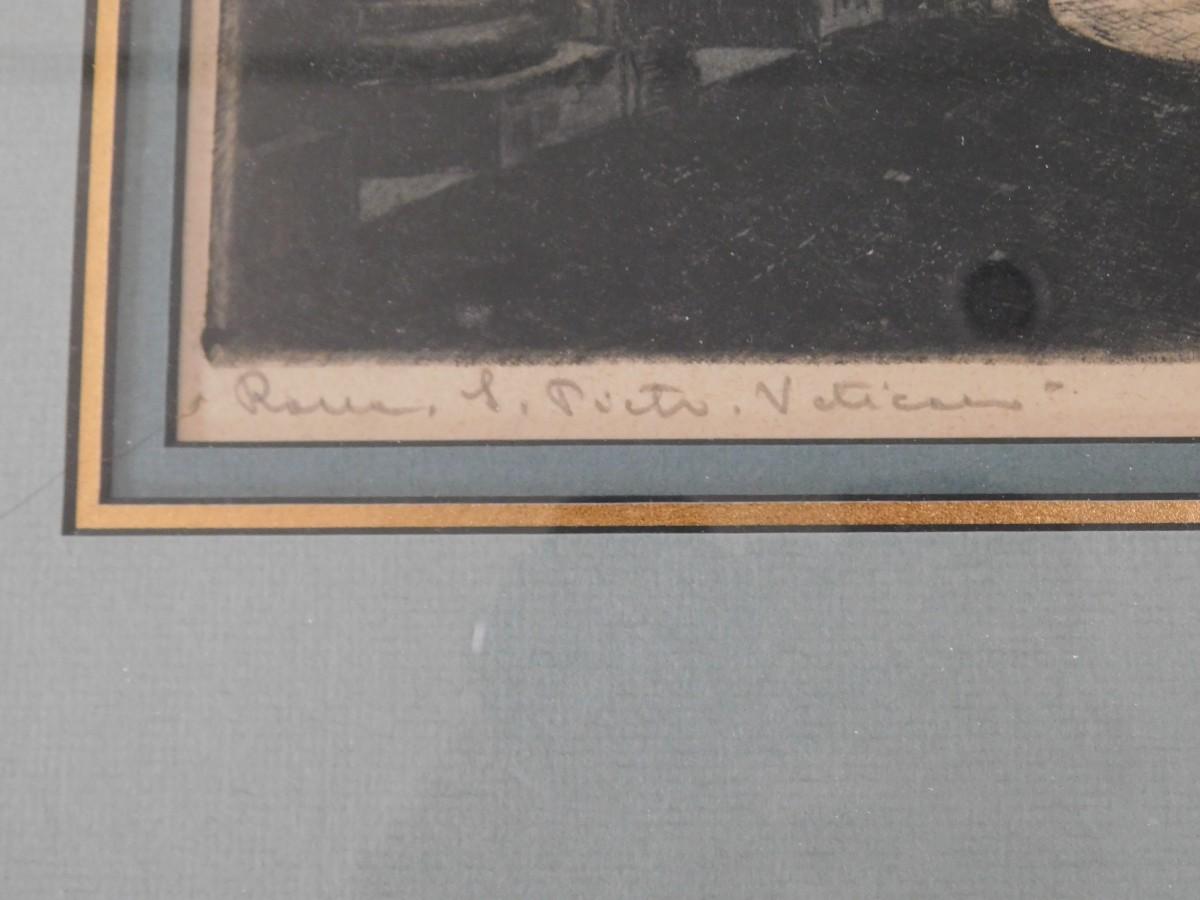 „Roma, S. Pietro. Vaticano"